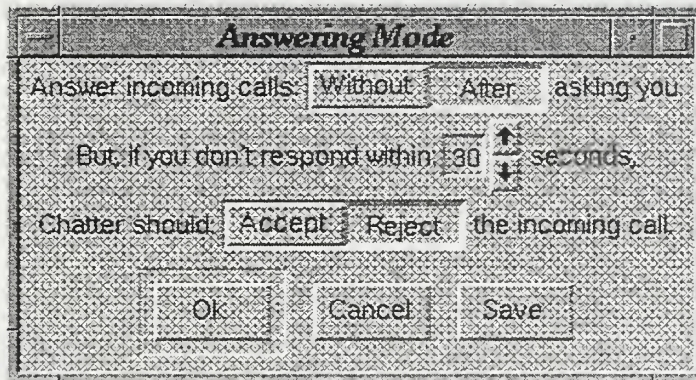 Answering Mode
Answer incoming calls: Without After asking you.
But, if you don't respond within: 30 seconds,
Chatter should: Accept Reject the incoming call.
Ok Cancel Save